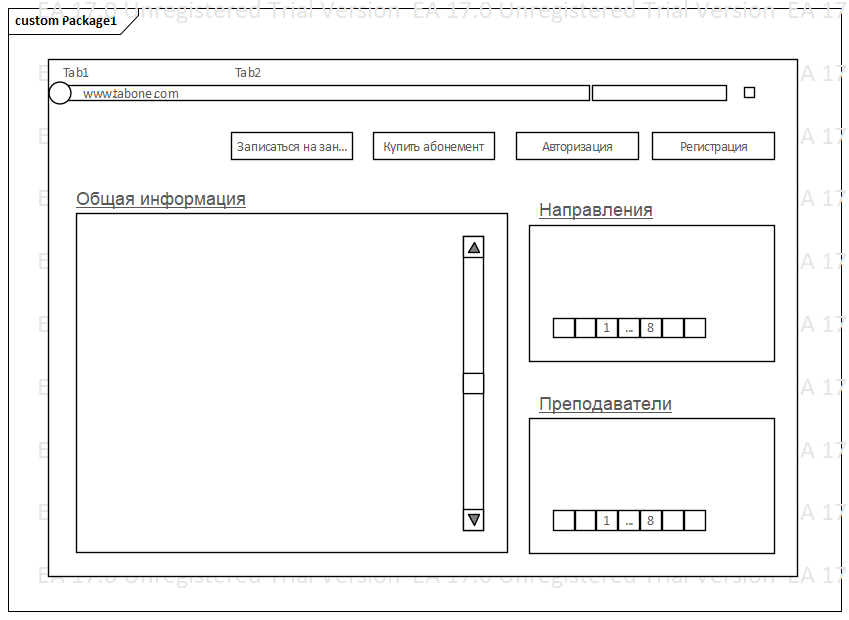 EA 17.0 Unregistered Trial Version EA 17.0 Unregistered Trial Version EA 17
custom Package1
Tab1 Tab2
www.tabone.com
Записаться на зан... Купить абонемент Авторизация Регистрация
Общая информация
Направления
1 ... 8
Преподаватели
1 ... 8
EA 17.0 Unregistered Trial Version EA 17.0 Unregistered Trial Version EA 17